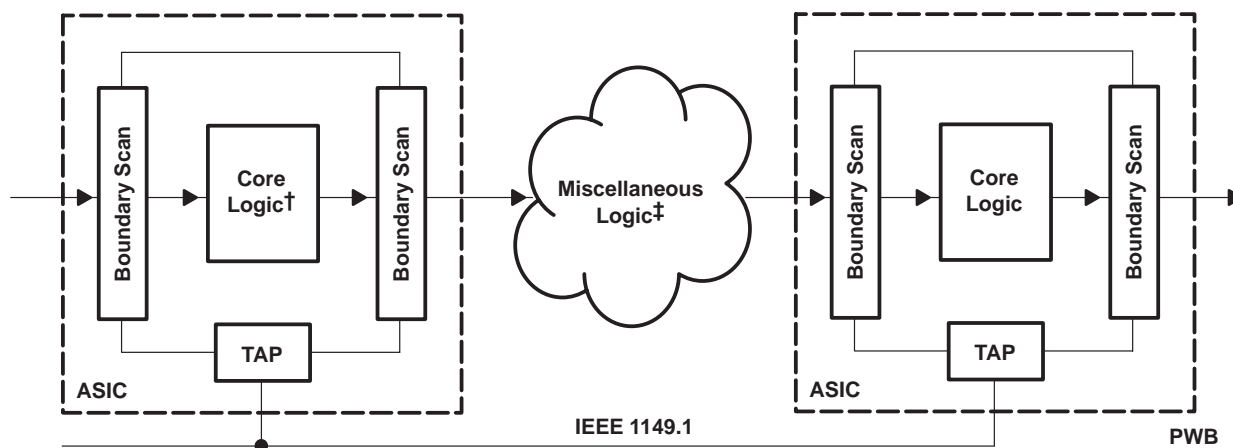 Boundary Scan
Core
Logic†
Boundary Scan
TAP
ASIC
Miscellaneous
Logic‡
Boundary Scan
Core
Logic
Boundary Scan
TAP
ASIC
IEEE 1149.1
PWB